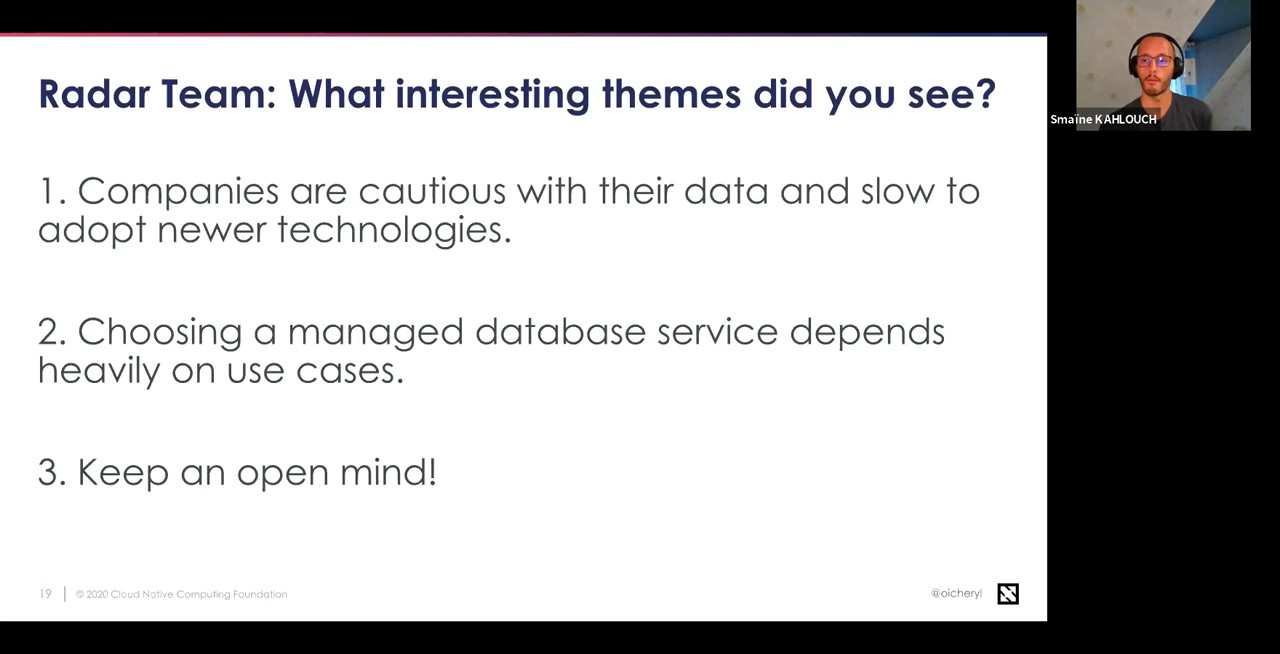 Radar Team: What interesting themes did you see?
Smaïne KAHLOUCH
1. Companies are cautious with their data and slow to
adopt newer technologies.
2. Choosing a managed database service depends
heavily on use cases.
3. Keep an open mind!
19
© 2020 Cloud Native Computing Foundation
@oicheryl